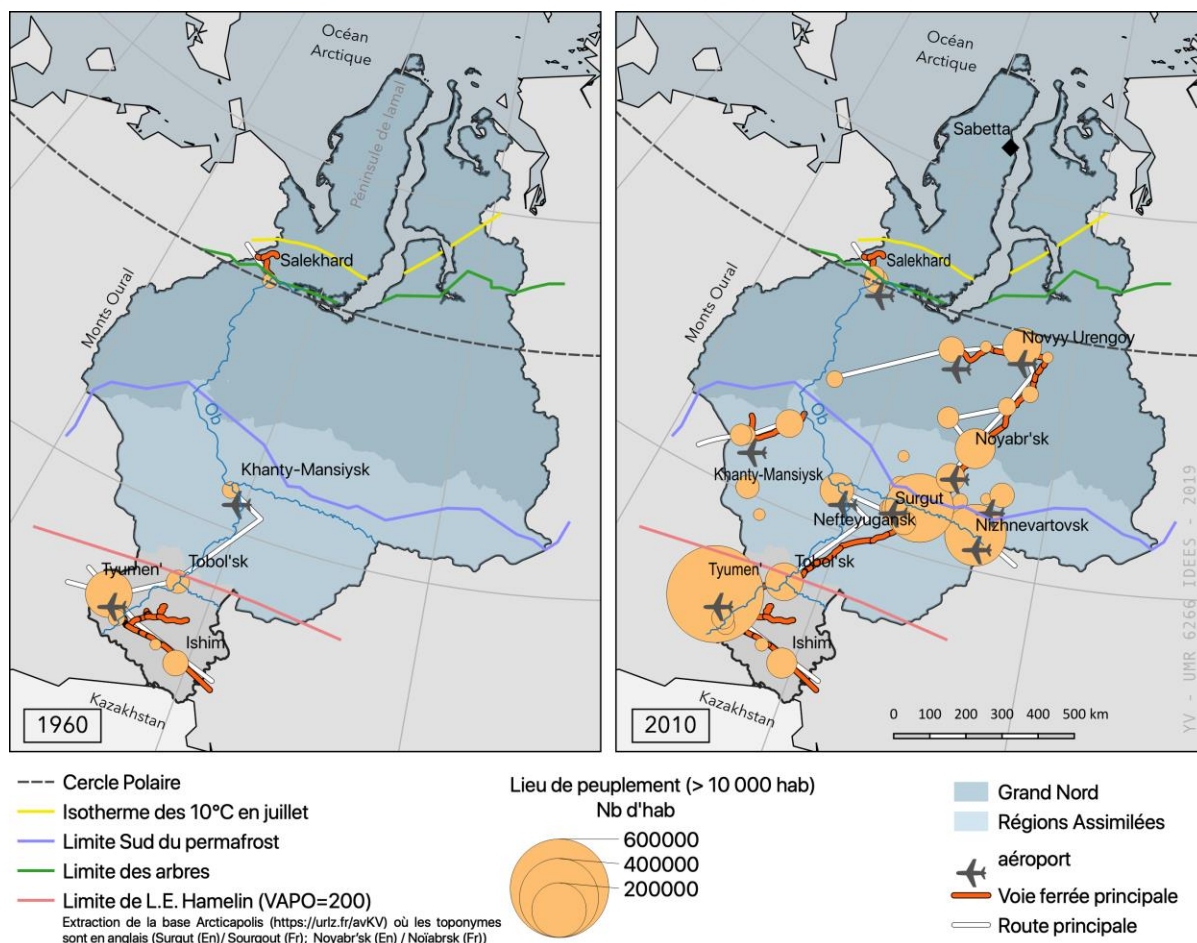 Océan
Arctique
Péninsule de Iamal
Monts Oural
Salekhard
Ob
Khanty-Mansiysk
Tobol'sk
Tyumen'
Ishim
Kazakhstan
1960
Océan
Arctique
Sabetta
Monts Oural
Salekhard
Novyy Urengoy
Ob
Noyabr'sk
Khanty-Mansiysk
Surgut
Nefteyugansk
Nizhnevartovsk
Tyumen'
Tobol'sk
Ishim
Kazakhstan
2010
0 100 200 300 400 500 km
YV - UMR 6266 IDEES - 2019
Cercle Polaire
Isotherme des 10°C en juillet
Limite Sud du permafrost
Limite des arbres
Limite de L.E. Hamelin (VAPO=200)
Extraction de la base Arcticapolis (https://urlz.fr/avKV) où les toponymes
sont en anglais (Surgut (En)/ Sourgout (Fr); Noyabr'sk (En) / Noïabrsk (Fr))
Lieu de peuplement (> 10 000 hab)
Nb d'hab
600000
400000
200000
Grand Nord
Régions Assimilées
aéroport
Voie ferrée principale
Route principale